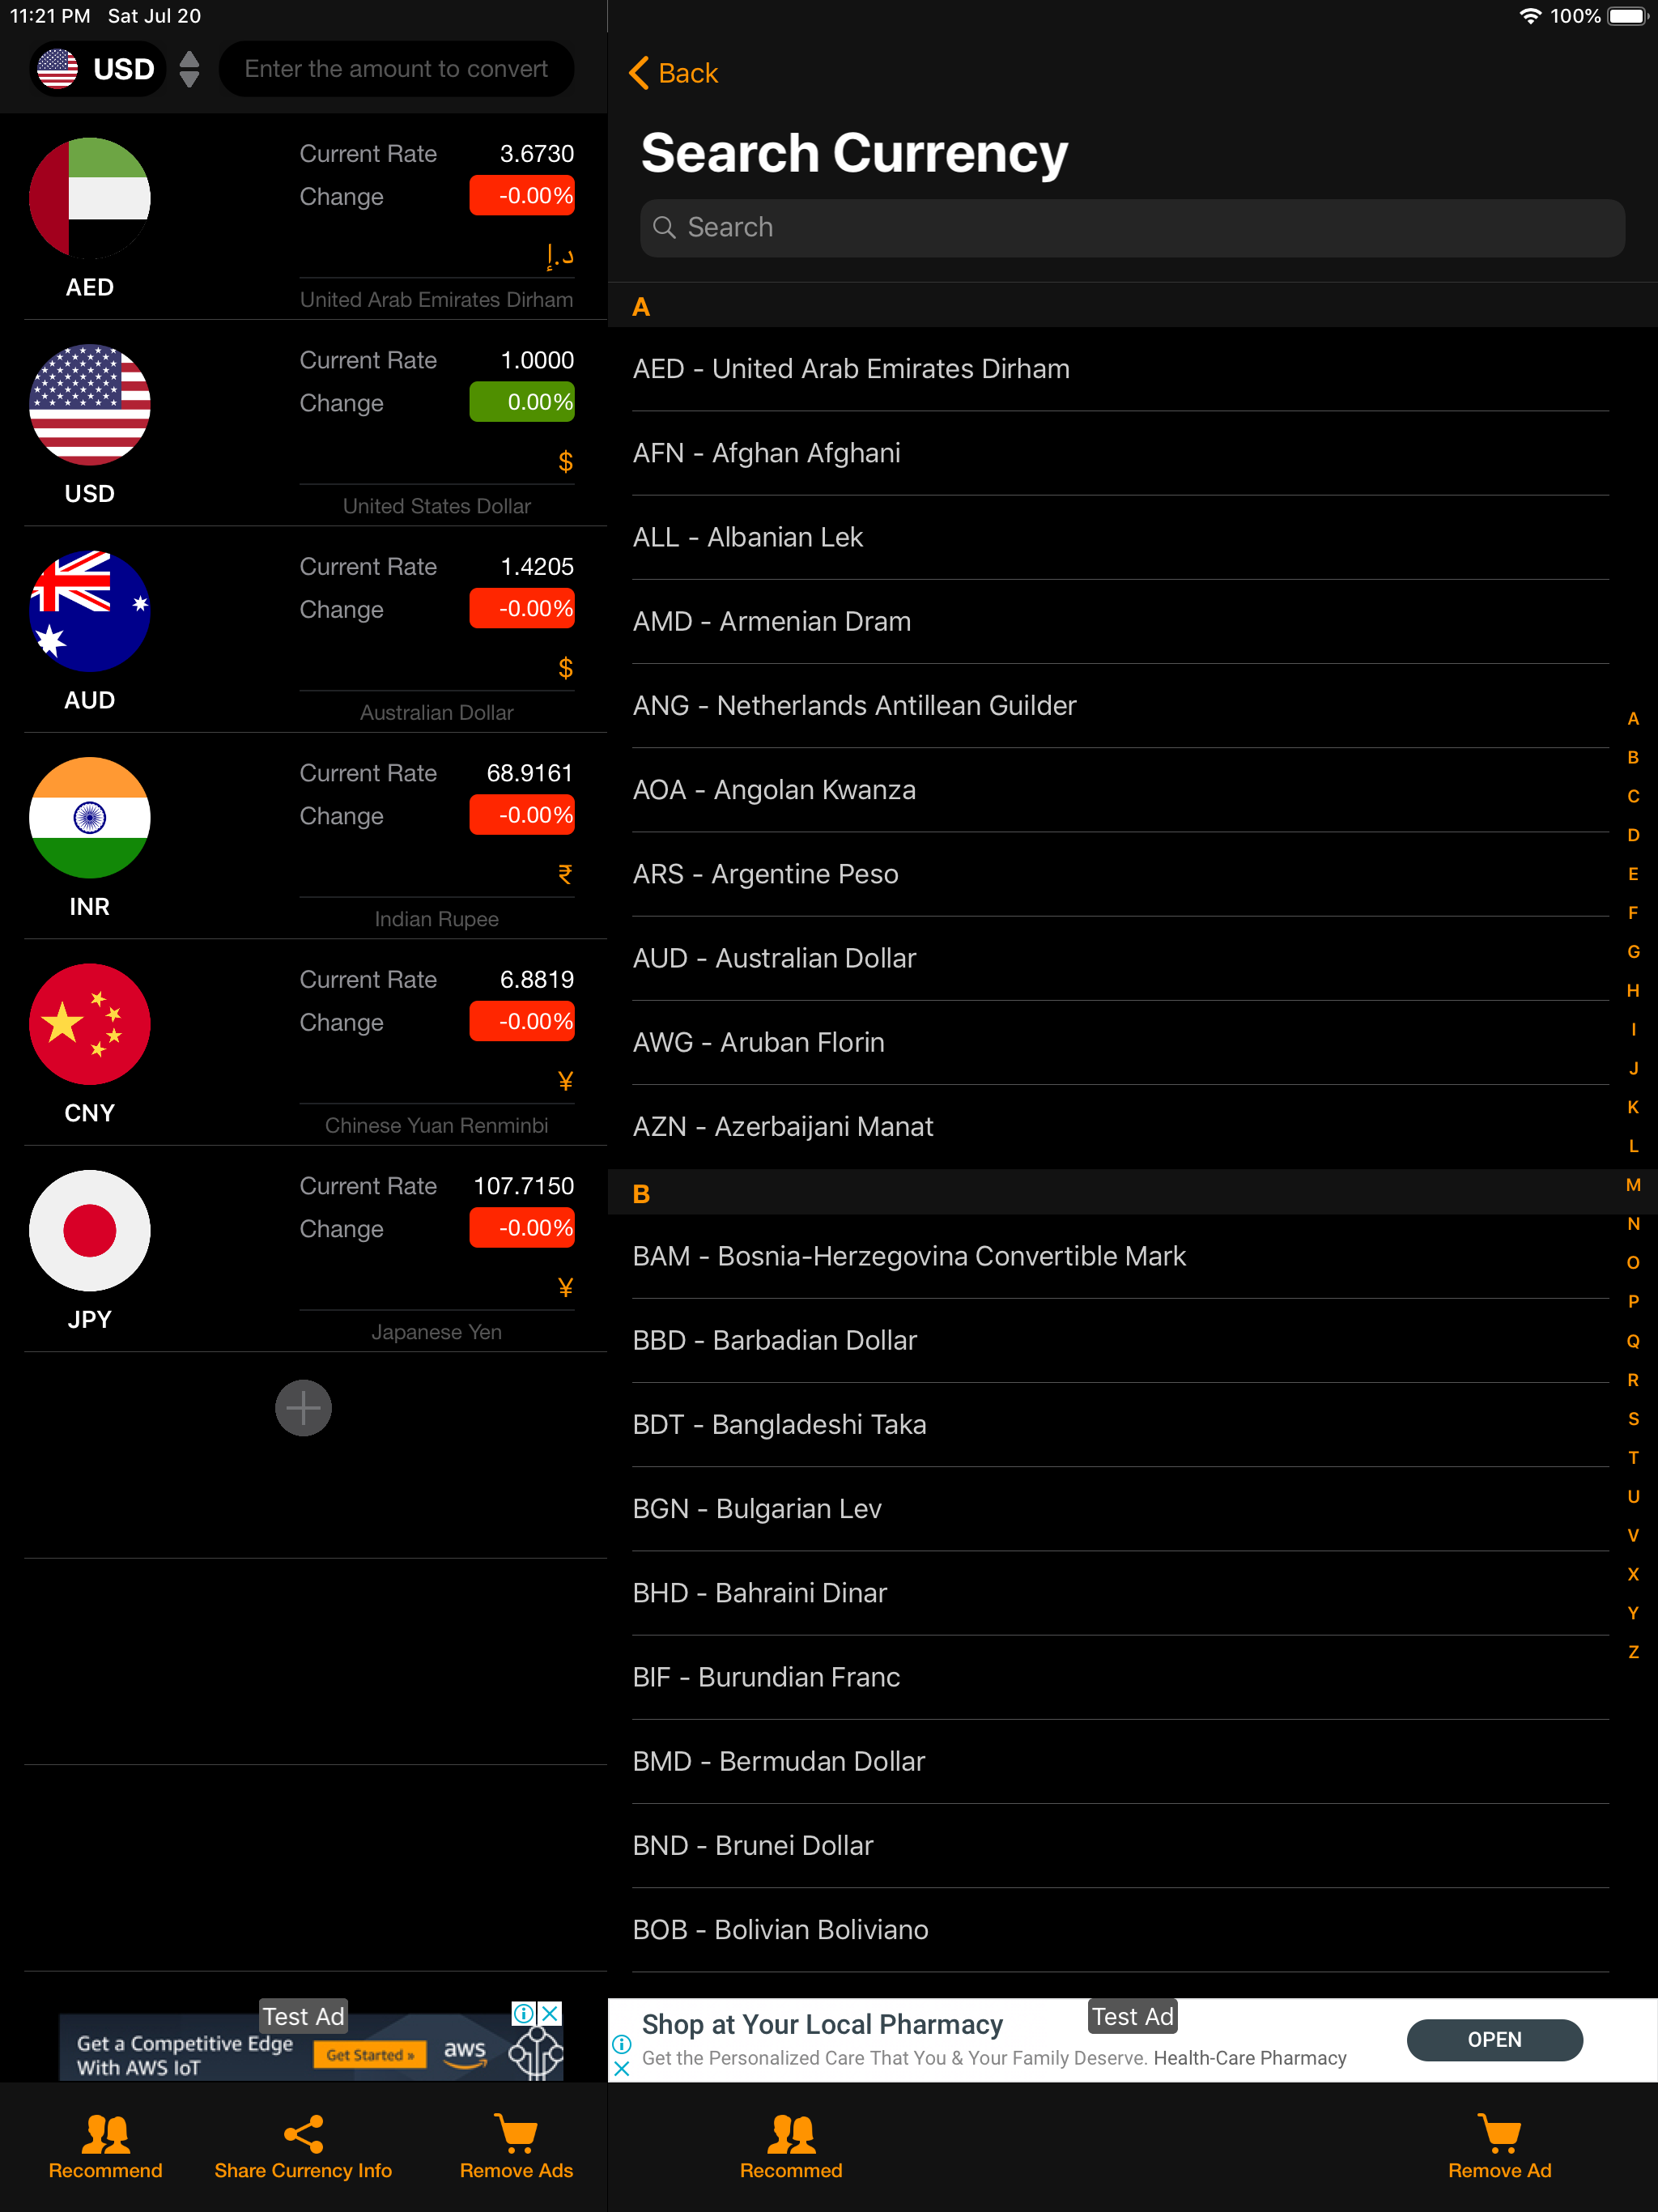 11:21 PM Sat Jul 20
100%
USD
Enter the amount to convert
Current Rate 3.6730
Change -0.00%
د.إ
AED
United Arab Emirates Dirham
Current Rate 1.0000
Change 0.00%
$
USD
United States Dollar
Current Rate 1.4205
Change -0.00%
$
AUD
Australian Dollar
Current Rate 68.9161
Change -0.00%
₹
INR
Indian Rupee
Current Rate 6.8819
Change -0.00%
¥
CNY
Chinese Yuan Renminbi
Current Rate 107.7150
Change -0.00%
¥
JPY
Japanese Yen
Test Ad
Get a Competitive Edge
With AWS IoT
Get Started »
aws
Recommend
Share Currency Info
Remove Ads
Back
Search Currency
Search
A
AED - United Arab Emirates Dirham
AFN - Afghan Afghani
ALL - Albanian Lek
AMD - Armenian Dram
ANG - Netherlands Antillean Guilder
AOA - Angolan Kwanza
ARS - Argentine Peso
AUD - Australian Dollar
AWG - Aruban Florin
AZN - Azerbaijani Manat
B
BAM - Bosnia-Herzegovina Convertible Mark
BBD - Barbadian Dollar
BDT - Bangladeshi Taka
BGN - Bulgarian Lev
BHD - Bahraini Dinar
BIF - Burundian Franc
BMD - Bermudan Dollar
BND - Brunei Dollar
BOB - Bolivian Boliviano
A
B
C
D
E
F
G
H
I
J
K
L
M
N
O
P
Q
R
S
T
U
V
X
Y
Z
Test Ad
Shop at Your Local Pharmacy
Get the Personalized Care That You & Your Family Deserve. Health-Care Pharmacy
OPEN
Recommed
Remove Ad